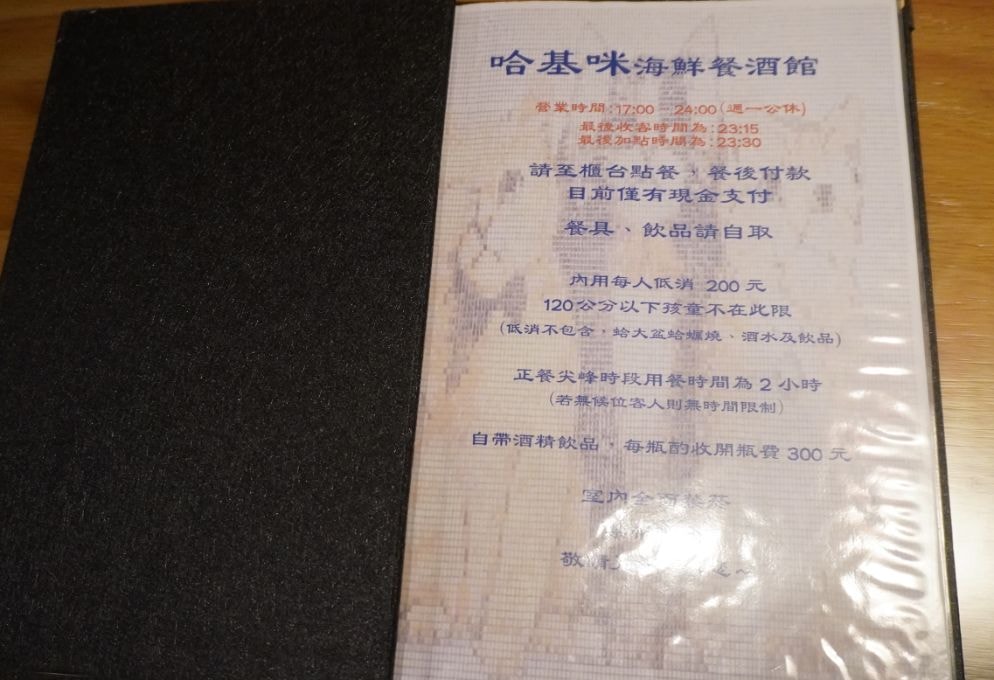 哈基咪海鮮餐酒館
營業時間：17:00 - 24:00（週一公休）
最後收客時間為：23:15
最後加點時間為：23:30
請至櫃台點餐，餐後付款
目前僅有現金支付
餐具、飲品請自取
內用每人低消 200 元
120公分以下孩童不在此限
（低消不包含，蛤大盆蛤蠣燒、酒水及飲品）
正餐尖峰時段用餐時間為 2 小時
（若無候位客人則無時間限制）
自帶酒精飲品，每瓶酌收開瓶費 300 元
室內全面禁菸
敬請